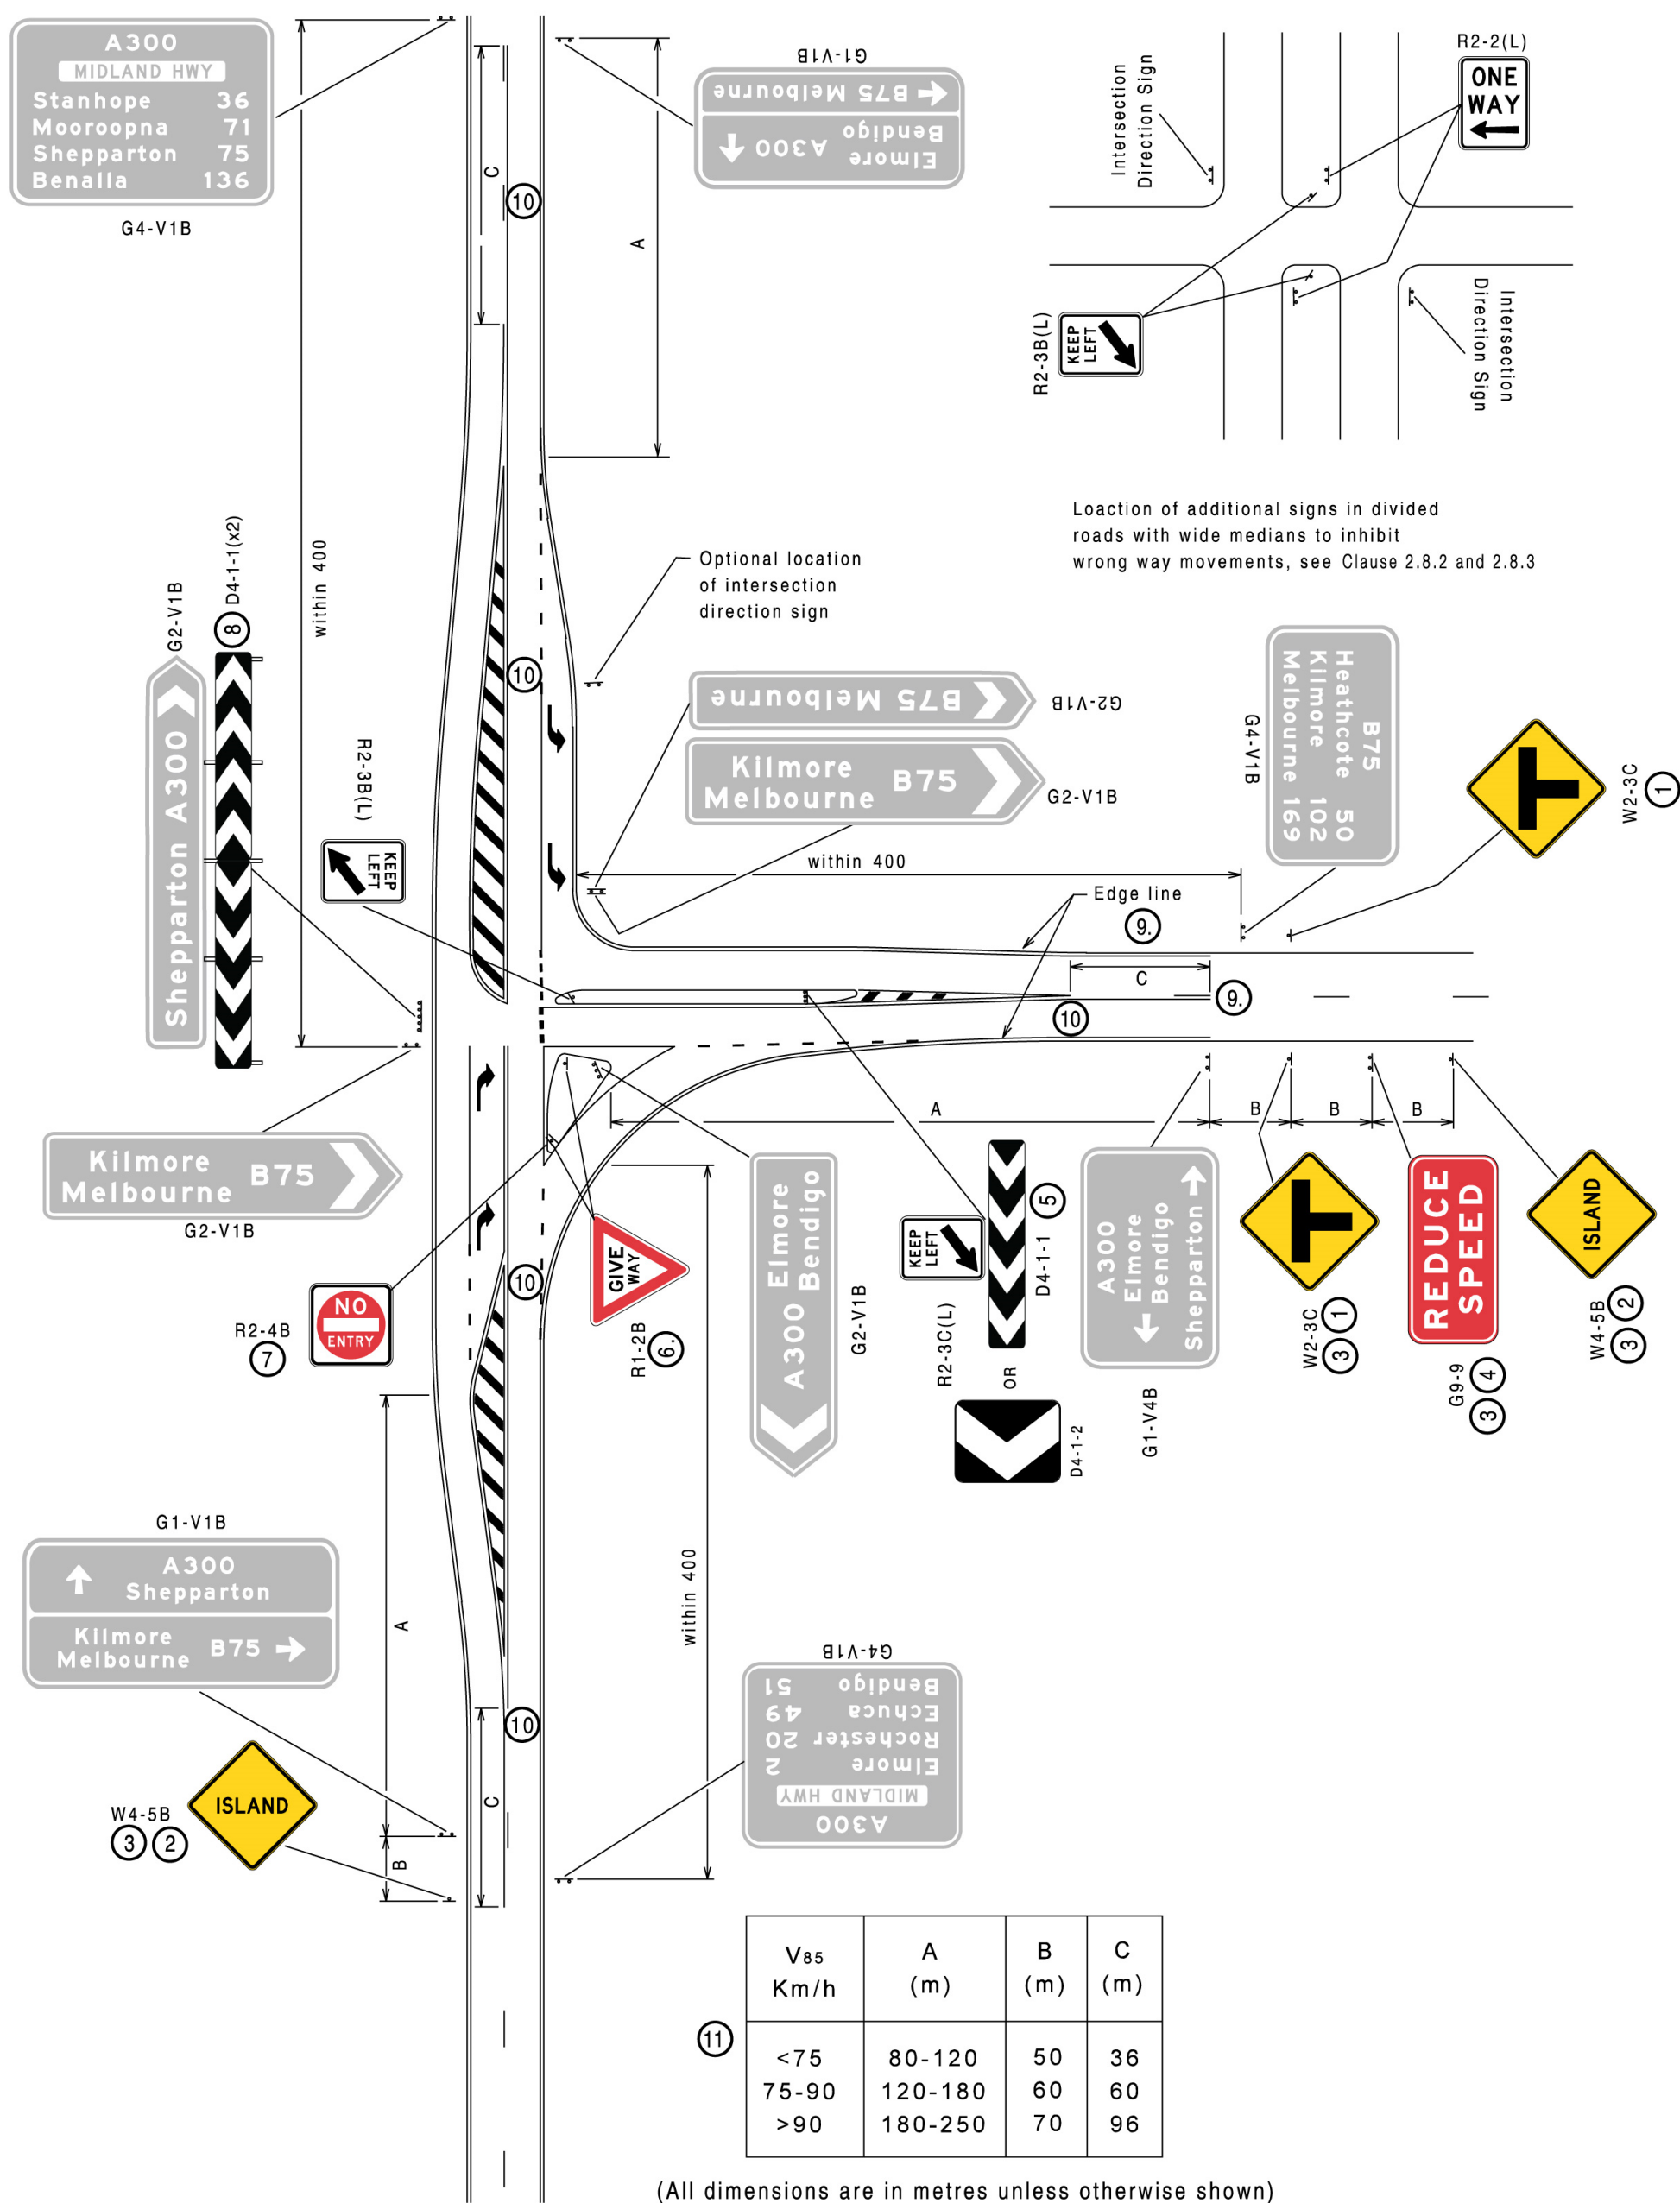 A300
MIDLAND HWY
Stanhope 36
Mooroopna 71
Shepparton 75
Benalla 136
G4-V1B
C
10
A
G1-V1B
B75 Melbourne
Elmore
Bendigo A300
Intersection
Direction Sign
R2-2(L)
ONE
WAY
R2-3B(L)
KEEP
LEFT
Intersection
Direction Sign
Loaction of additional signs in divided
roads with wide medians to inhibit
wrong way movements, see Clause 2.8.2 and 2.8.3
within 400
8 D4-1-1(x2)
G2-V1B
Shepparton A300
Optional location
of intersection
direction sign
10
B75 Melbourne
G2-V1B
Kilmore
Melbourne B75
G2-V1B
R2-3B(L)
KEEP
LEFT
G4-V1B
B75
Heathcote 50
Kilmore 102
Melbourne 169
W2-3C
1
within 400
Edge line
9.
C
9.
10
A
B
B
B
Kilmore
Melbourne B75
G2-V1B
NO
ENTRY
R2-4B
7
10
GIVE
WAY
R1-2B
6.
A300 Elmore
Bendigo
G2-V1B
KEEP
LEFT
R2-3C(L)
D4-1-1
5
OR
D4-1-2
A300
Elmore
Bendigo
Shepparton
G1-V4B
W2-3C
3 1
REDUCE
SPEED
G9-9
3 4
ISLAND
W4-5B
3 2
G1-V1B
A300
Shepparton
Kilmore
Melbourne B75
A
within 400
10
C
B
W4-5B
3 2
ISLAND
G4-V1B
A300
MIDLAND HWY
Elmore 2
Rochester 20
Echuca 49
Bendigo 51
11
V85 A B C
Km/h (m) (m) (m)
<75 80-120 50 36
75-90 120-180 60 60
>90 180-250 70 96
(All dimensions are in metres unless otherwise shown)